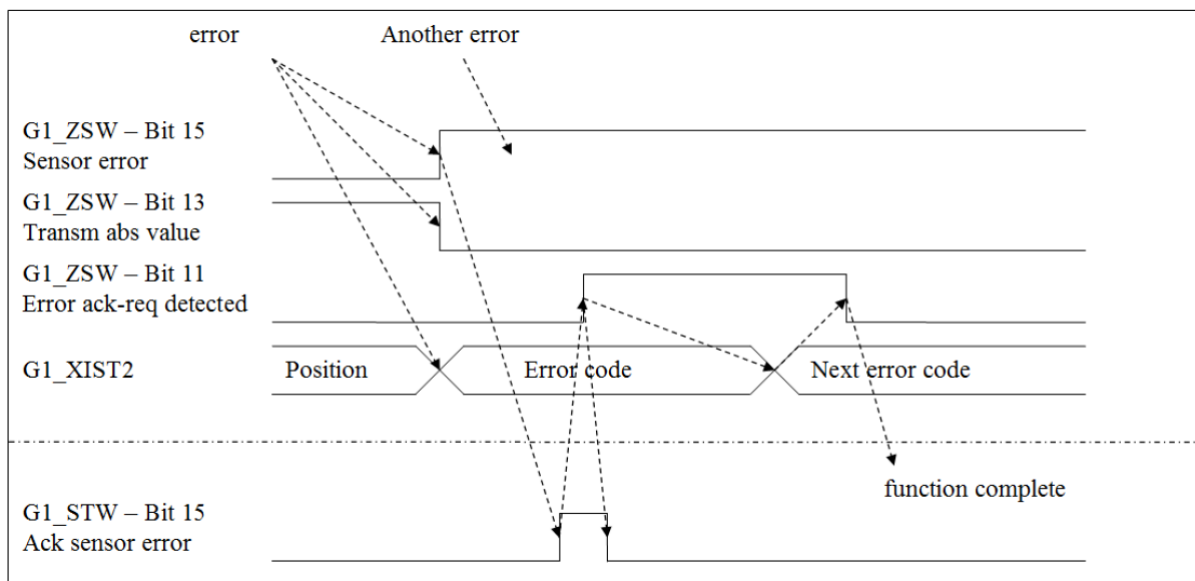 error
Another error
G1_ZSW – Bit 15
Sensor error
G1_ZSW – Bit 13
Transm abs value
G1_ZSW – Bit 11
Error ack-req detected
G1_XIST2
Position
Error code
Next error code
function complete
G1_STW – Bit 15
Ack sensor error